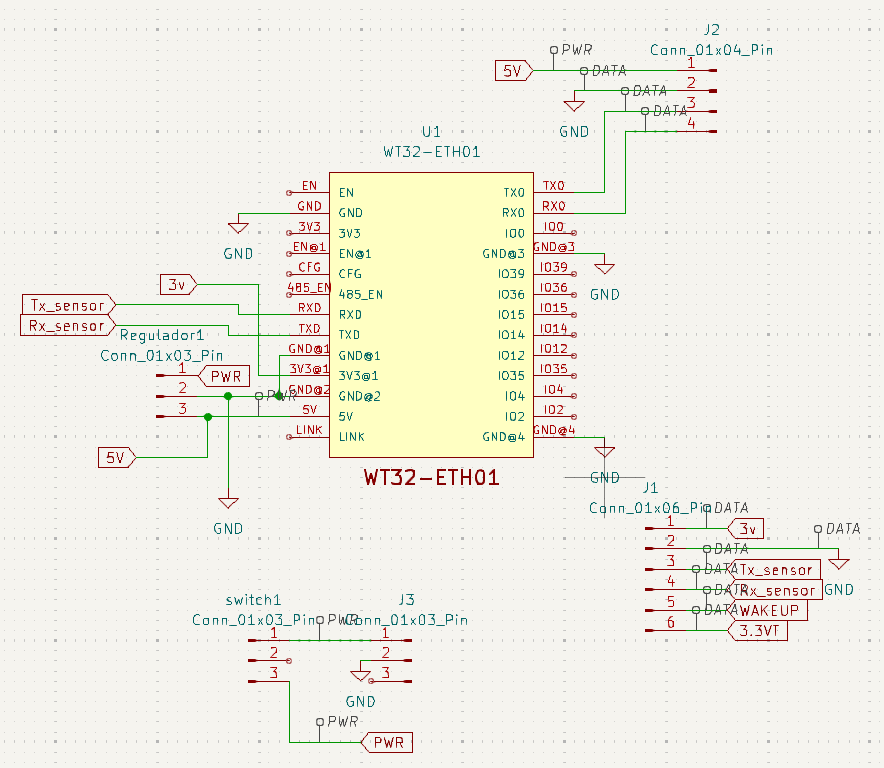 J2
PWR
Conn_01x04_Pin
5V
1
DATA
2
DATA
3
DATA
4
GND
U1
WT32-ETH01
EN
EN
TX0
TX0
GND
GND
RX0
RX0
3V3
3V3
IO0
IO0
GND
EN@1
EN@1
GND@3
GND@3
CFG
CFG
IO39
IO39
3v
485_EN
485_EN
IO36
IO36
GND
Tx_sensor
RXD
RXD
IO15
IO15
Rx_sensor
TXD
TXD
IO14
IO14
Regulador1
Conn_01x03_Pin
GND@1
GND@1
IO12
IO12
1
PWR
3V3@1
3V3@1
IO35
IO35
2
PWR
GND@2
GND@2
IO4
IO4
3
5V
5V
IO2
IO2
LINK
LINK
GND@4
GND@4
5V
WT32-ETH01
GND
GND
J1
Conn_01x06_Pin
DATA
1
3v
DATA
2
DATA
3
DATA
Tx_sensor
4
DATA
Rx_sensor
GND
5
DATA
WAKEUP
6
3.3VT
switch1
J3
Conn_01x03_Pin
PWR
Conn_01x03_Pin
1
1
2
2
3
3
GND
PWR
PWR